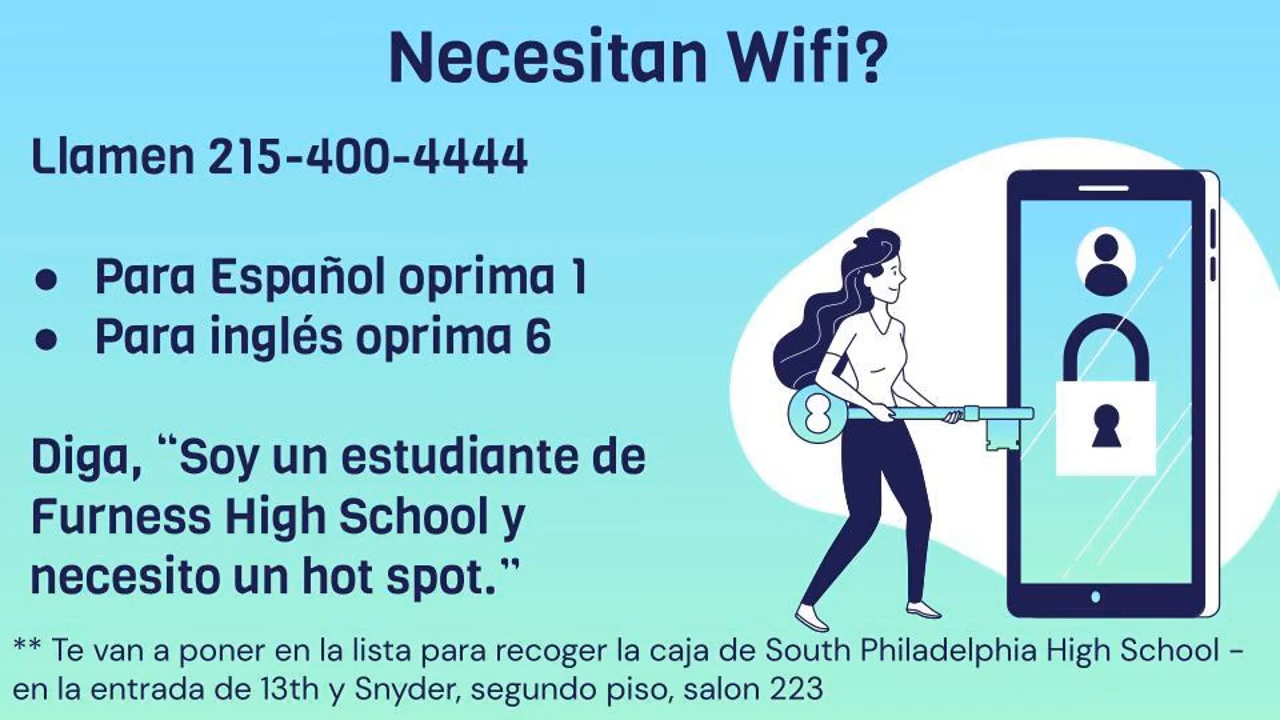 Necesitan Wifi?
Llamen 215-400-4444
● Para Español oprima 1
● Para inglés oprima 6
Diga, “Soy un estudiante de
Furness High School y
necesito un hot spot.”
** Te van a poner en la lista para recoger la caja de South Philadelphia High School -
en la entrada de 13th y Snyder, segundo piso, salon 223